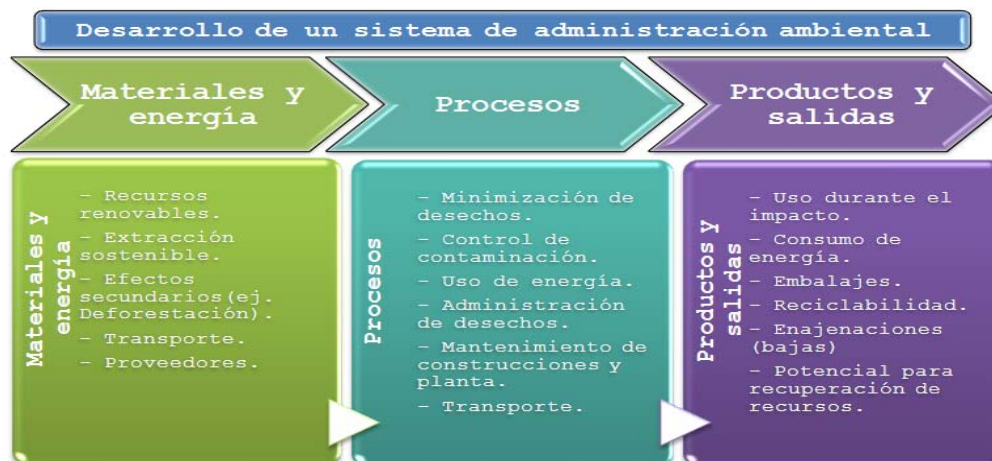 Desarrollo de un sistema de administración ambiental
Materiales y
energía
Procesos
Productos y
salidas
Materiales y
energía
– Recursos
renovables.
– Extracción
sostenible.
– Efectos
secundarios(ej.
Deforestación).
– Transporte.
– Proveedores.
Procesos
– Minimización de
desechos.
– Control de
contaminación.
– Uso de energía.
– Administración
de desechos.
– Mantenimiento de
construcciones y
planta.
– Transporte.
Productos y
salidas
– Uso durante el
impacto.
– Consumo de
energía.
– Embalajes.
– Reciclabilidad.
– Enajenaciones
(bajas)
– Potencial para
recuperación de
recursos.